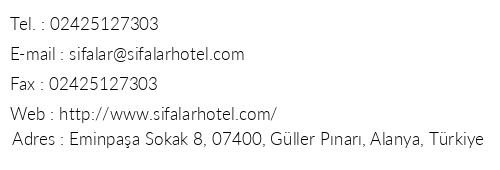 Tel. : 02425127303
E-mail : sifalar@sifalarhotel.com
Fax : 02425127303
Web : http://www.sifalarhotel.com/
Adres : Eminpaşa Sokak 8, 07400, Güller Pınarı, Alanya, Türkiye